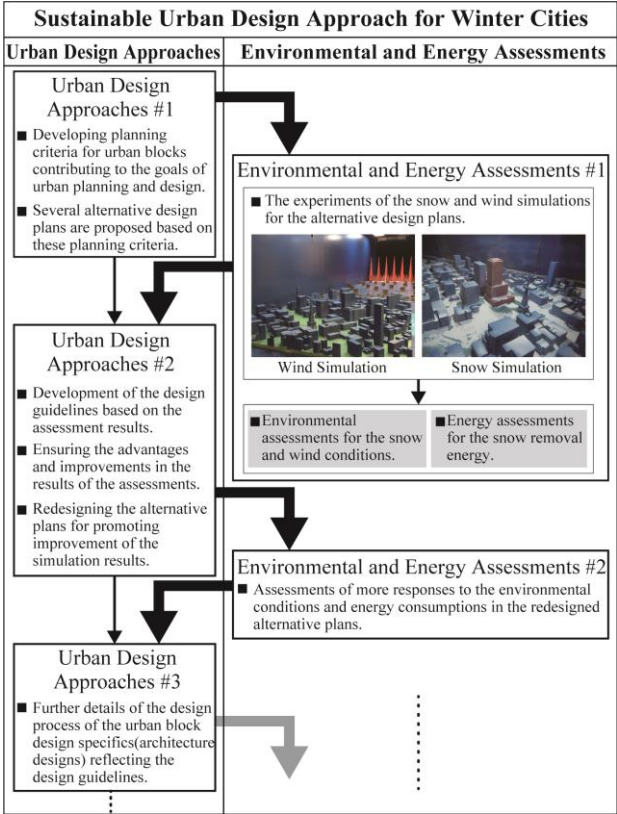 Sustainable Urban Design Approach for Winter Cities
Urban Design Approaches
Environmental and Energy Assessments
Urban Design
Approaches #1
■ Developing planning
criteria for urban blocks
contributing to the goals of
urban planning and design.
■ Several alternative design
plans are proposed based on
these planning criteria.
Environmental and Energy Assessments #1
■ The experiments of the snow and wind simulations
for the alternative design plans.
Wind Simulation
Snow Simulation
■ Environmental
assessments for the snow
and wind conditions.
■ Energy assessments
for the snow removal
energy.
Urban Design
Approaches #2
■ Development of the design
guidelines based on the
assessment results.
■ Ensuring the advantages
and improvements in the
results of the assessments.
■ Redesigning the alternative
plans for promoting
improvement of the
simulation results.
Environmental and Energy Assessments #2
■ Assessments of more responses to the environmental
conditions and energy consumptions in the redesigned
alternative plans.
Urban Design
Approaches #3
■ Further details of the design
process of the urban block
design specifics(architecture
designs) reflecting the
design guidelines.